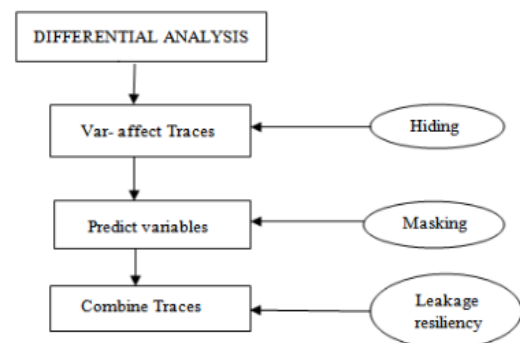 DIFFERENTIAL ANALYSIS
Var- affect Traces
Hiding
Predict variables
Masking
Combine Traces
Leakage
resiliency